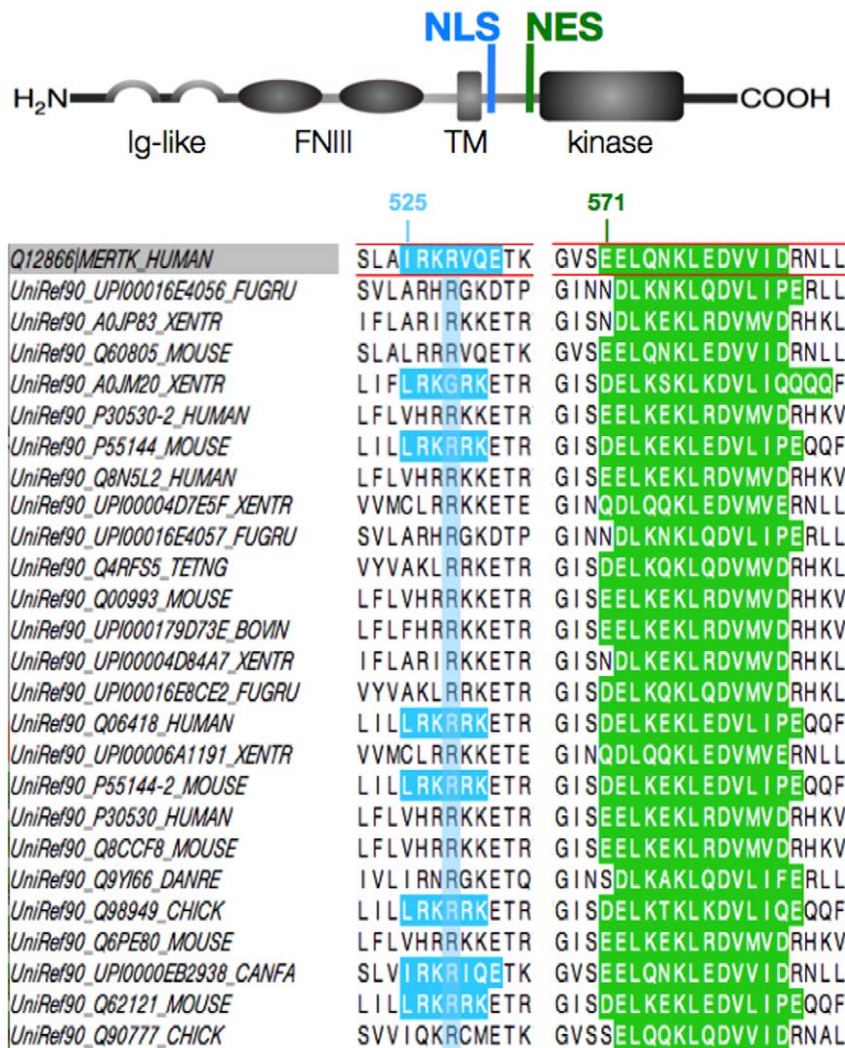 NLS NES
H₂N COOH
Ig-like FNIII TM kinase
525 571
Q12866|MERTK_HUMAN SLAIRKRVQETK GVSEELQNKLEDVVIDRNLL
UniRef90_UPI00016E4056_FUGRU SVLARHRGKDTP GINNDLKNKLQDVLIPERLL
UniRef90_A0JP83_XENTR IFLARIRKKETR GISNDLKEKLRDVMVDRHKL
UniRef90_Q60805_MOUSE SLALRRRVQETK GVSEELQNKLEDVVIDRNLL
UniRef90_A0JM20_XENTR LIFLRKGRKETR GISDELKSKLKDVLIQQQQF
UniRef90_P30530-2_HUMAN LFLVHRRKKETR GISEELKEKLRDVMVDRHKV
UniRef90_P55144_MOUSE LILLRKRRKETR GISDELKEKLEDVLIPEQQF
UniRef90_Q8N5L2_HUMAN LFLVHRRKKETR GISEELKEKLRDVMVDRHKV
UniRef90_UPI00004D7E5F_XENTR VVMCLRRKKETE GINQDLQQKLEDVMVERNLL
UniRef90_UPI00016E4057_FUGRU SVLARHRGKDTP GINNDLKNKLQDVLIPERLL
UniRef90_Q4RFS5_TETNG VYVAKLRRKETR GISDELKQKLQDVMVDRHKL
UniRef90_Q00993_MOUSE LFLVHRRKKETR GISEELKEKLRDVMVDRHKV
UniRef90_UPI000179D73E_BOVIN LFLFHRRKKETR GISEELKEKLRDVMVDRHKV
UniRef90_UPI00004D84A7_XENTR IFLARIRKKETR GISNDLKEKLRDVMVDRHKL
UniRef90_UPI00016E8CE2_FUGRU VYVAKLRRKETR GISDELKQKLQDVMVDRHKL
UniRef90_Q06418_HUMAN LILLRKRRKETR GISDELKEKLEDVLIPEQQF
UniRef90_UPI00006A1191_XENTR VVMCLRRKKETE GINQDLQQKLEDVMVERNLL
UniRef90_P55144-2_MOUSE LILLRKRRKETR GISDELKEKLEDVLIPEQQF
UniRef90_P30530_HUMAN LFLVHRRKKETR GISEELKEKLRDVMVDRHKV
UniRef90_Q8CCF8_MOUSE LFLVHRRKKETR GISEELKEKLRDVMVDRHKV
UniRef90_Q9YI66_DANRE IVLIRNRGKETQ GINSDLKAKLQDVLIFERLL
UniRef90_Q98949_CHICK LILLRKRRKETR GISDELKTKLKDVLIQEQQF
UniRef90_Q6PE80_MOUSE LFLVHRRKKETR GISEELKEKLRDVMVDRHKV
UniRef90_UPI0000EB2938_CANFA SLVIRKRIQETK GVSEELQNKLEDVVIDRNLL
UniRef90_Q62121_MOUSE LILLRKRRKETR GISDELKEKLEDVLIPEQQF
UniRef90_Q90777_CHICK SVVIQKRCMETK GVSSELQQKLQDVVIDRNAL